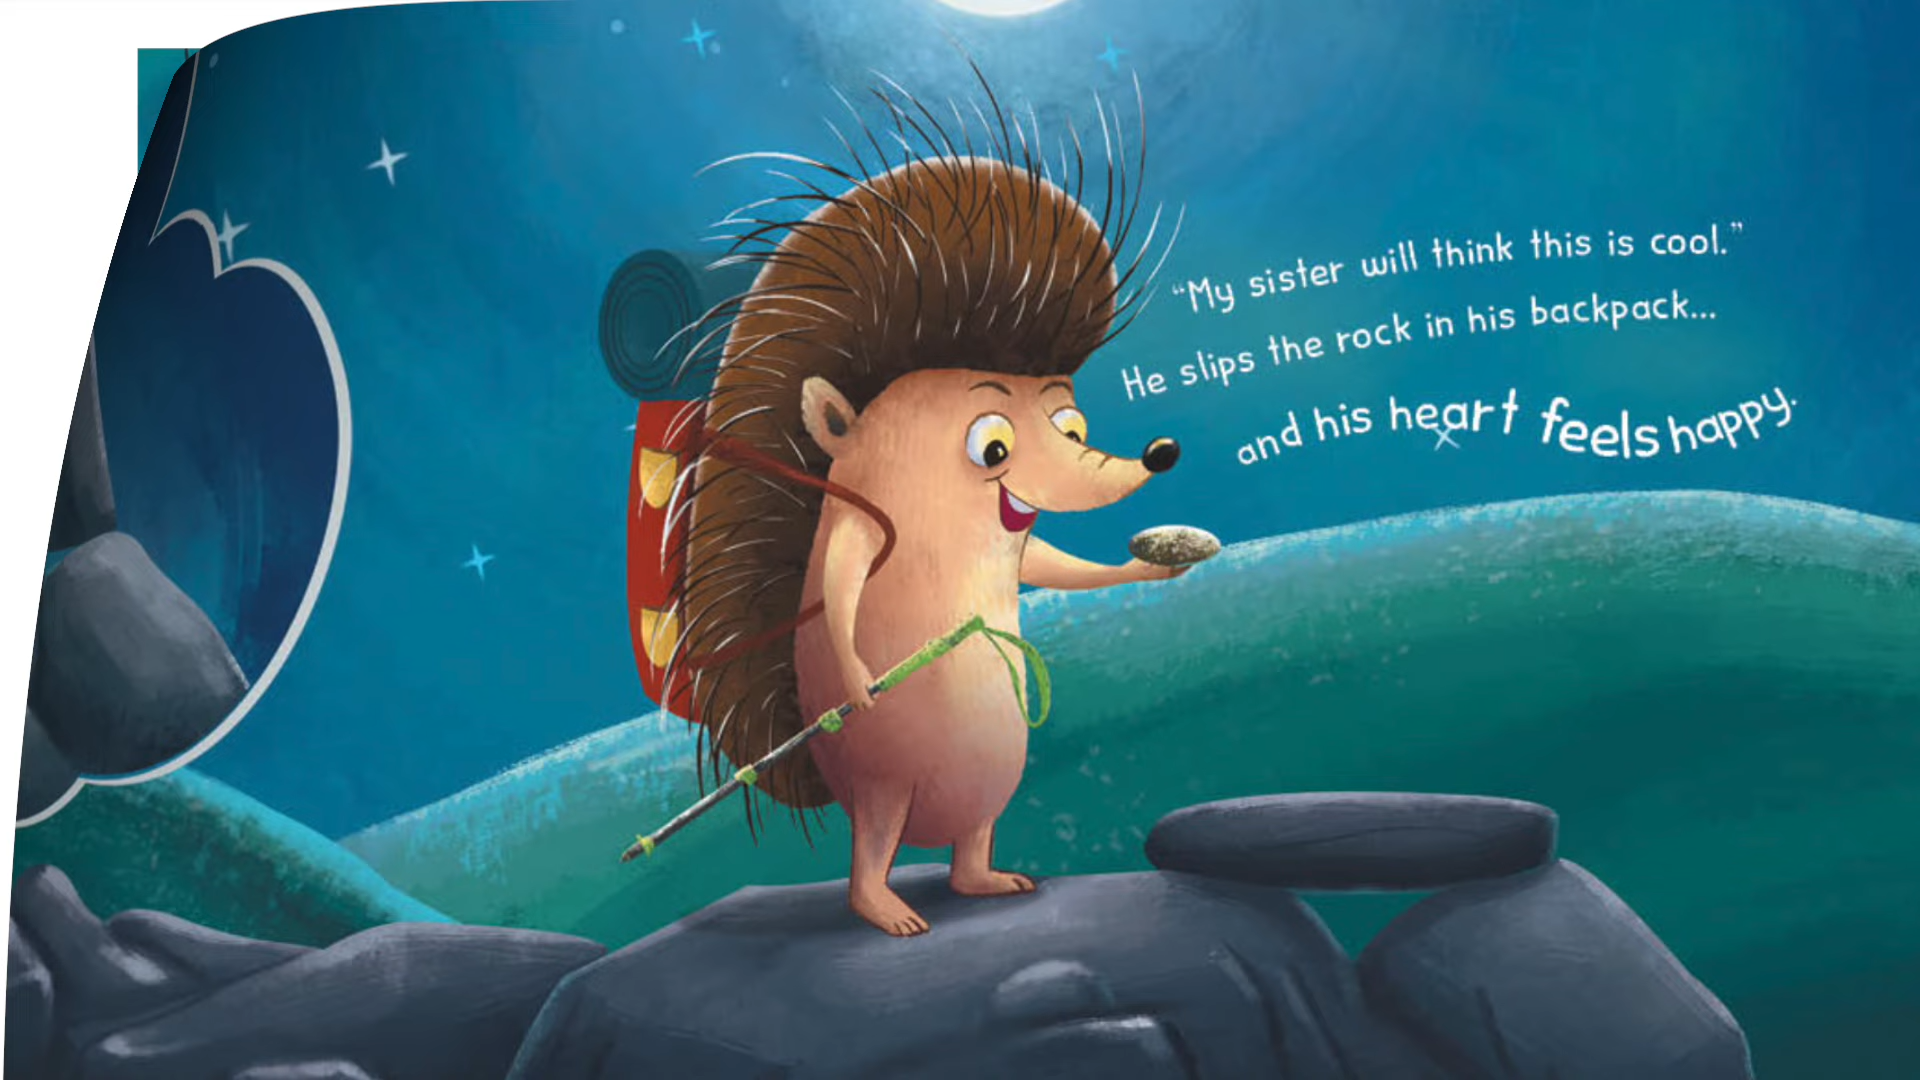 “My sister will think this is cool.”
He slips the rock in his backpack...
and his heart feels happy.